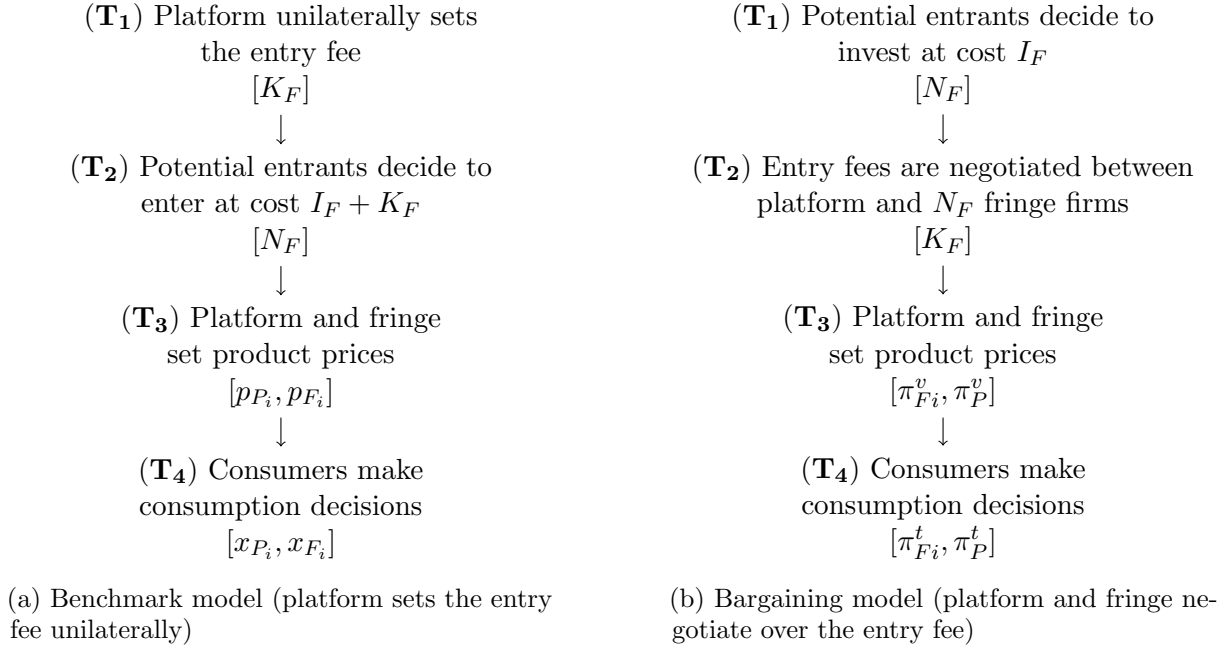 (T₁) Platform unilaterally sets
the entry fee
[K_F]
↓
(T₂) Potential entrants decide to
enter at cost I_F + K_F
[N_F]
↓
(T₃) Platform and fringe
set product prices
[p_{P_i}, p_{F_i}]
↓
(T₄) Consumers make
consumption decisions
[x_{P_i}, x_{F_i}]
(a) Benchmark model (platform sets the entry
fee unilaterally)
(T₁) Potential entrants decide to
invest at cost I_F
[N_F]
↓
(T₂) Entry fees are negotiated between
platform and N_F fringe firms
[K_F]
↓
(T₃) Platform and fringe
set product prices
[π^v_{Fi}, π^v_P]
↓
(T₄) Consumers make
consumption decisions
[π^t_{Fi}, π^t_P]
(b) Bargaining model (platform and fringe ne-
gotiate over the entry fee)